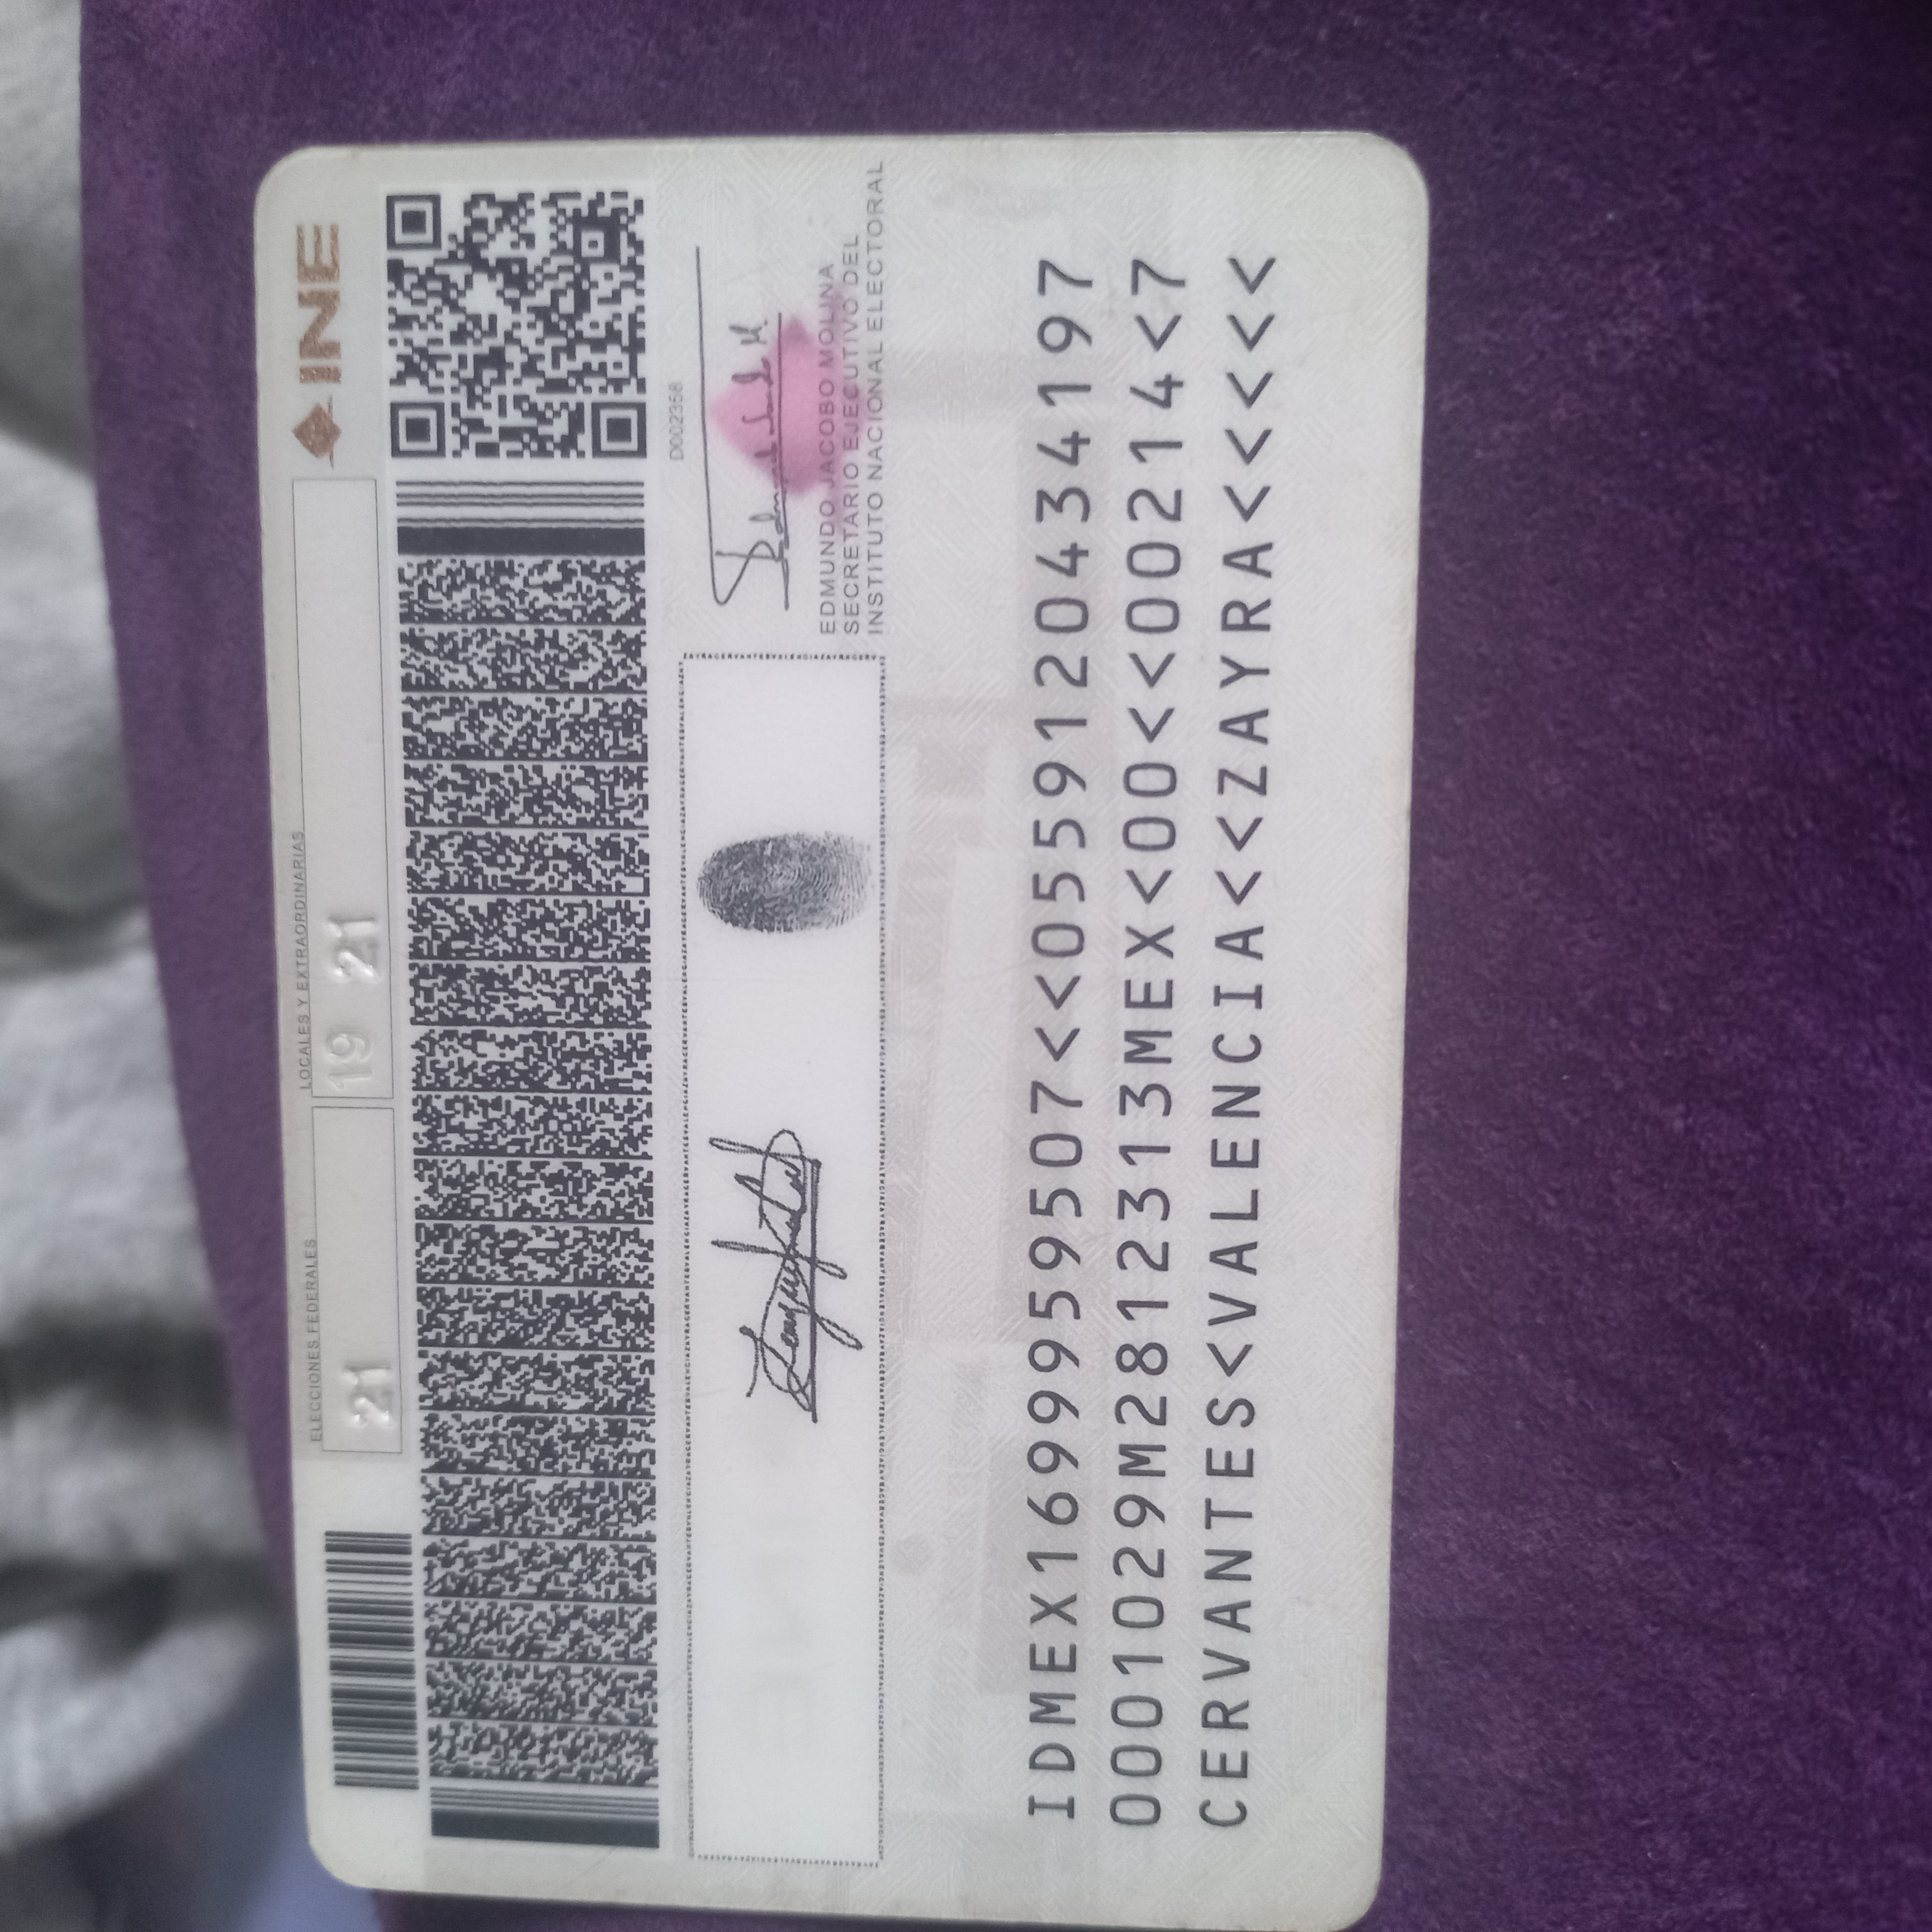 ELECCIONES FEDERALES
LOCALES Y EXTRAORDINARIAS
INE
21
19 21
D0023568
EDMUNDO JACOBO MOLINA
SECRETARIO EJECUTIVO DEL
INSTITUTO NACIONAL ELECTORAL
IDMEX1699959507<<0559120434197
0001029M2812313MEX<00<<00214<7
CERVANTES<VALENCIA<<ZAYRA<<<<<